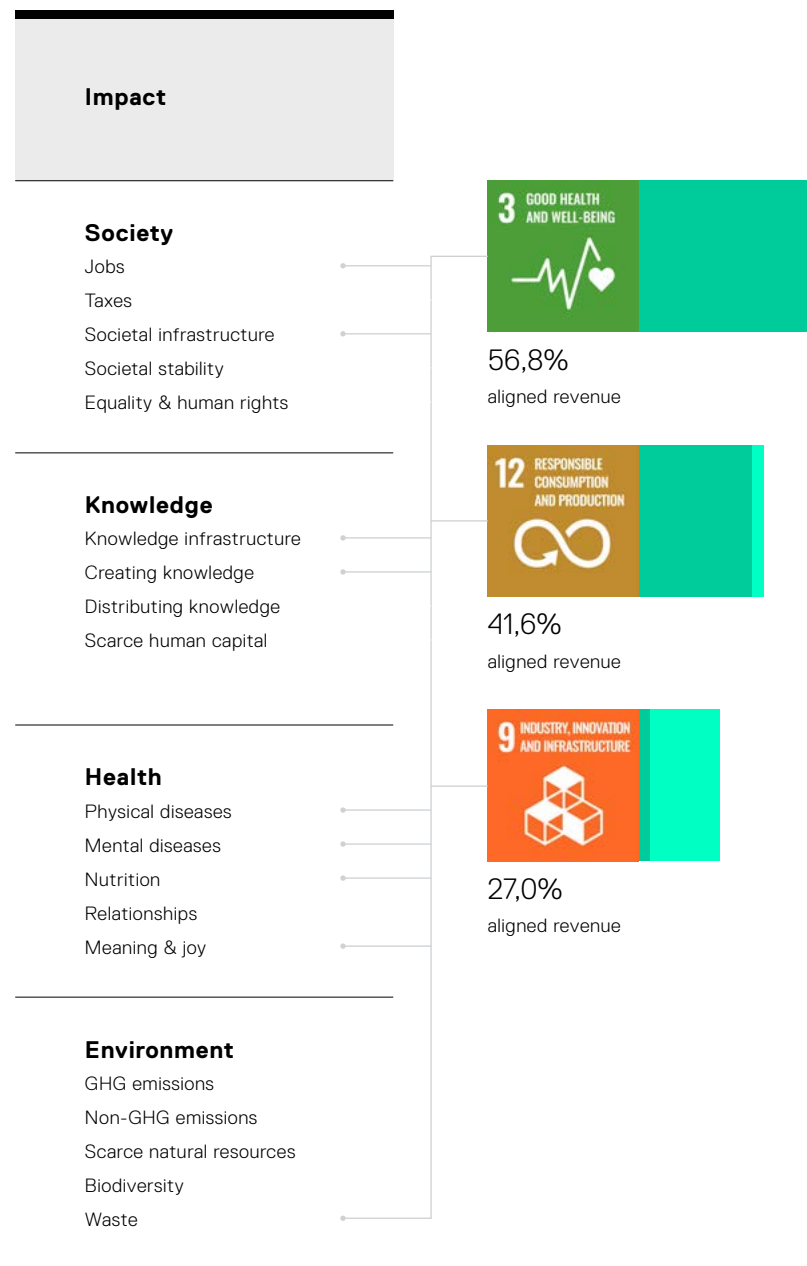 Impact
Society
Jobs
Taxes
Societal infrastructure
Societal stability
Equality & human rights
Knowledge
Knowledge infrastructure
Creating knowledge
Distributing knowledge
Scarce human capital
Health
Physical diseases
Mental diseases
Nutrition
Relationships
Meaning & joy
Environment
GHG emissions
Non-GHG emissions
Scarce natural resources
Biodiversity
Waste
3 GOOD HEALTH
AND WELL-BEING
56,8%
aligned revenue
12 RESPONSIBLE
CONSUMPTION
AND PRODUCTION
41,6%
aligned revenue
9 INDUSTRY, INNOVATION
AND INFRASTRUCTURE
27,0%
aligned revenue